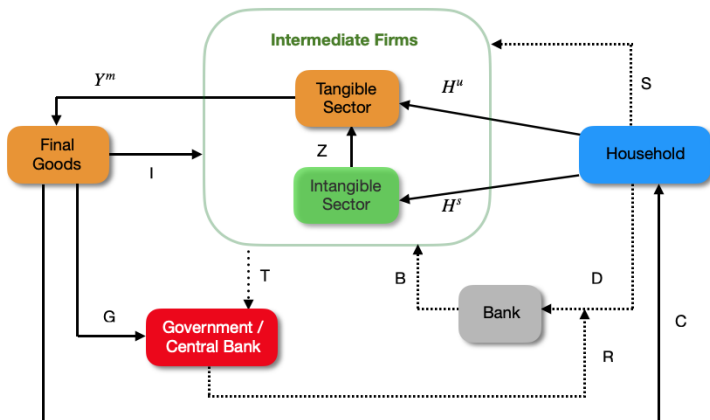 Intermediate Firms
Y^m
Tangible
Sector
H^u
S
Final
Goods
I
Z
Household
Intangible
Sector
H^s
T
B
D
G
Government /
Central Bank
Bank
C
R